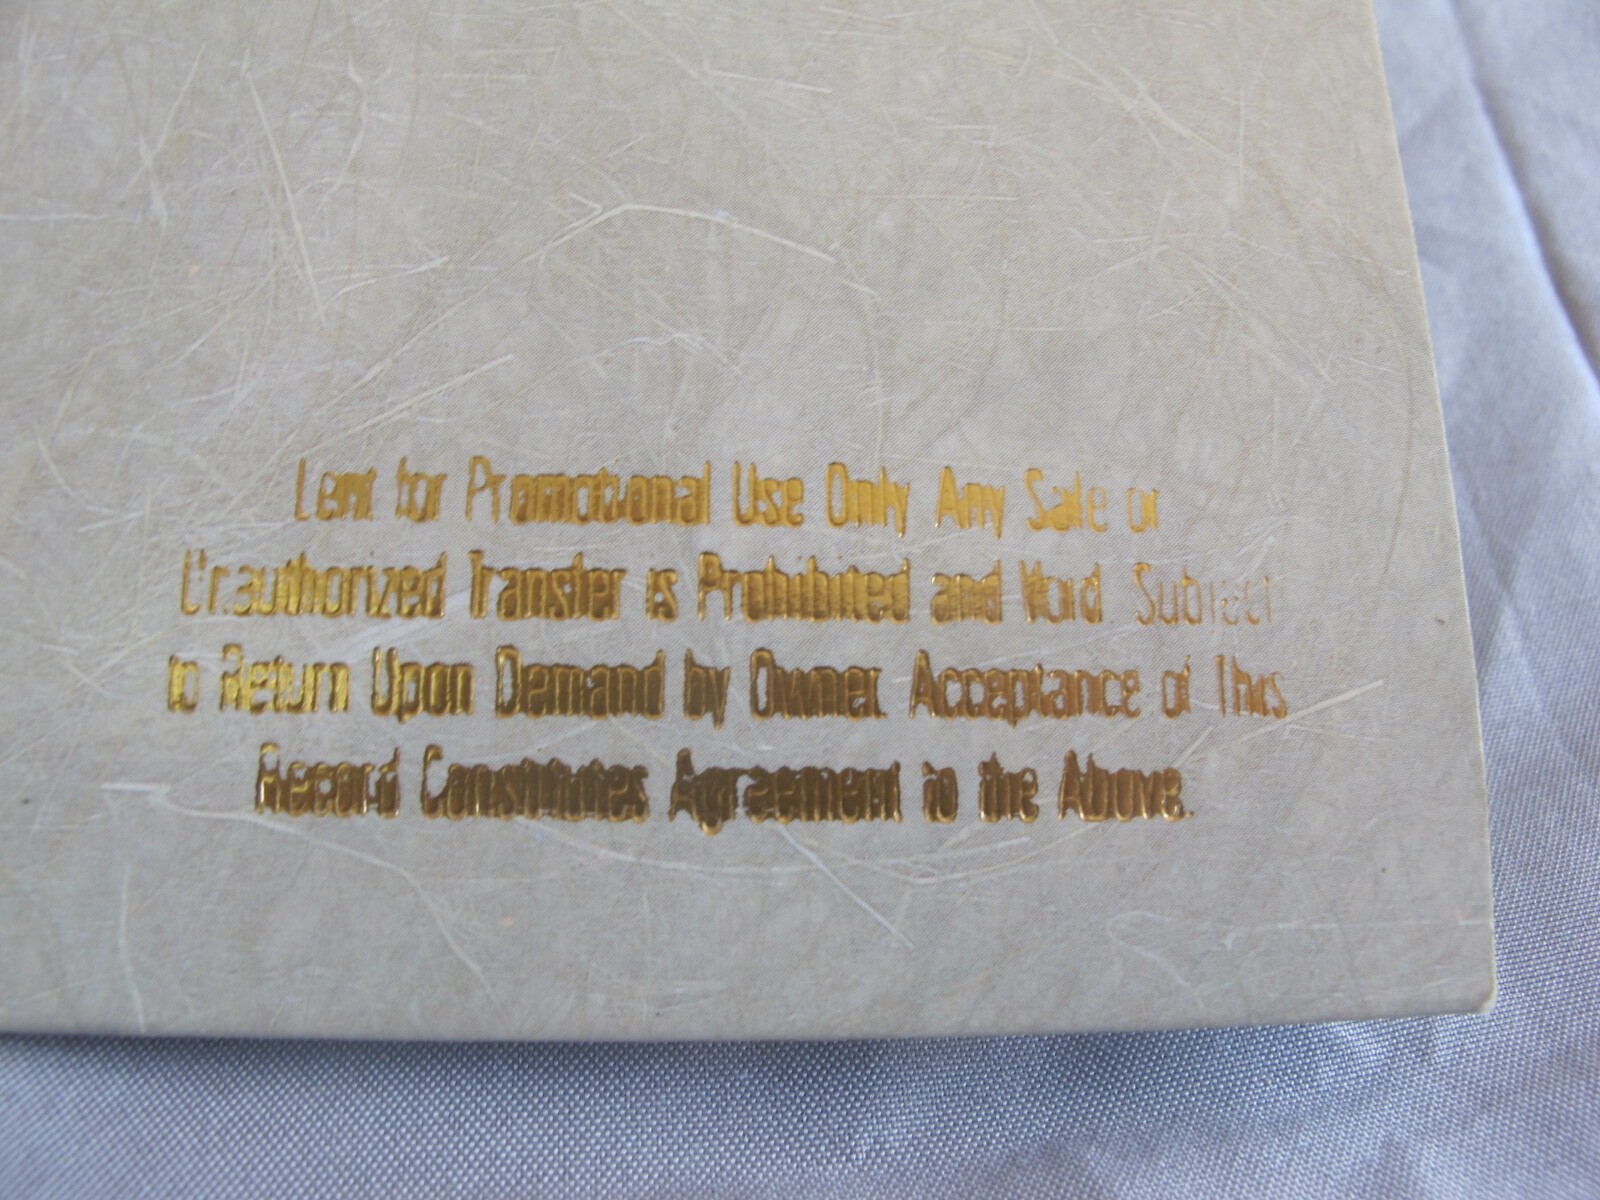 Lent for Promotional Use Only Any Sale or
Unauthorized Transfer is Prohibited and Void Subject
to Return Upon Demand by Owner. Acceptance of This
Record Constitutes Agreement to the Above.